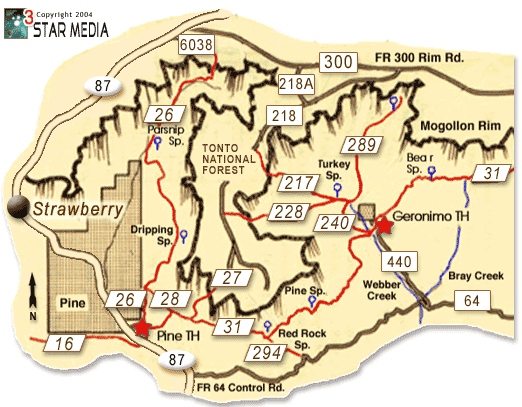 3
Copyright 2004
STAR MEDIA
6038
300
FR 300 Rim Rd.
87
218A
26
218
Parsnip
Sp.
TONTO
NATIONAL
FOREST
289
Mogollon Rim
Turkey
Sp.
Bear
Sp.
217
31
Strawberry
228
Geronimo TH
240
Dripping
Sp.
440
27
Webber
Creek
Bray Creek
N
Pine
26
28
Pine Sp.
64
31
Red Rock
Sp.
Pine TH
16
87
294
FR 64 Control Rd.